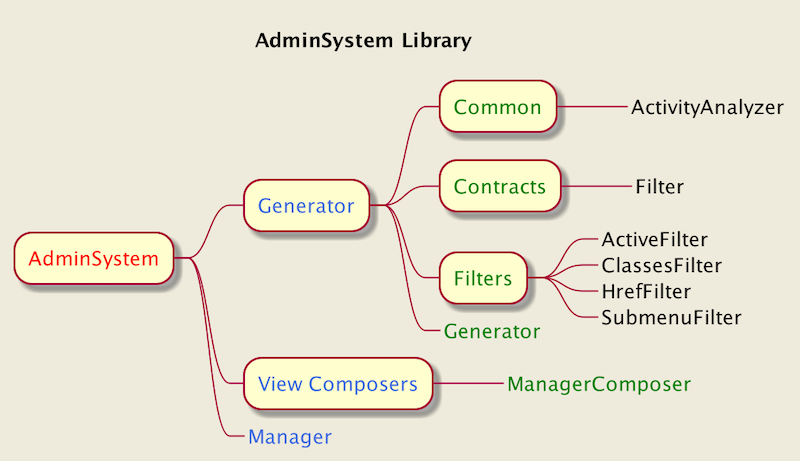 AdminSystem Library
Common
ActivityAnalyzer
Contracts
Filter
Generator
ActiveFilter
AdminSystem
ClassesFilter
Filters
HrefFilter
SubmenuFilter
Generator
View Composers
ManagerComposer
Manager